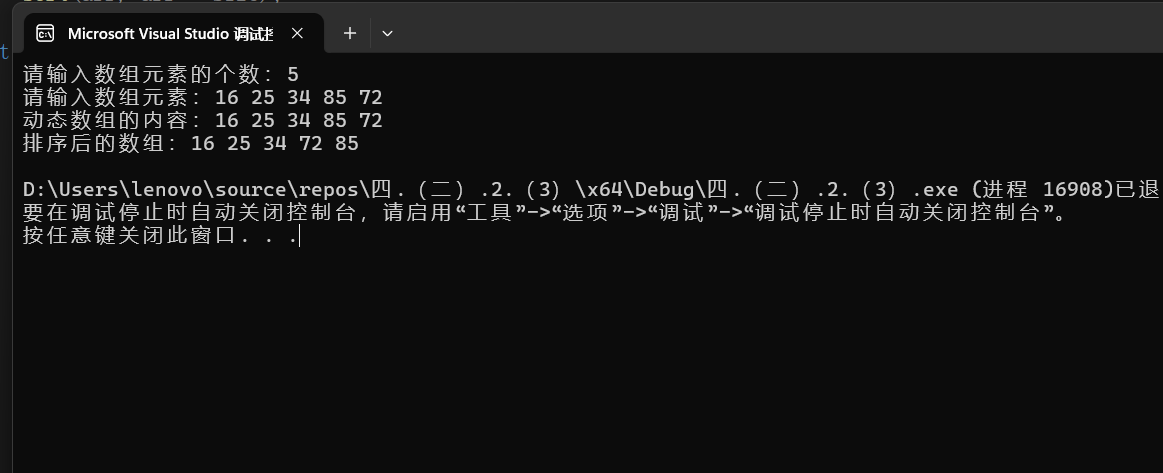 Microsoft Visual Studio 调试控
请输入数组元素的个数：5
请输入数组元素：16 25 34 85 72
动态数组的内容：16 25 34 85 72
排序后的数组：16 25 34 72 85
D:\Users\lenovo\source\repos\四.（二）.2.（3）\x64\Debug\四.（二）.2.（3）.exe (进程 16908)已退
要在调试停止时自动关闭控制台，请启用“工具”->“选项”->“调试”->“调试停止时自动关闭控制台”。
按任意键关闭此窗口. . .